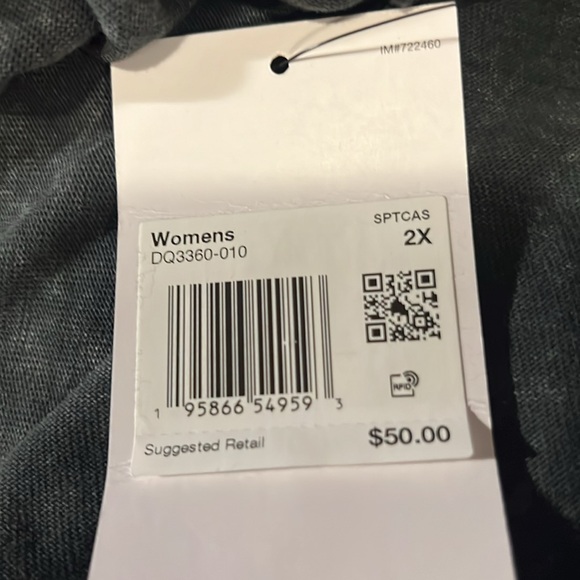 IM#722460
SPTCAS
Womens
2X
DQ3360-010
RFID
1 95866 54959 3
Suggested Retail
$50.00